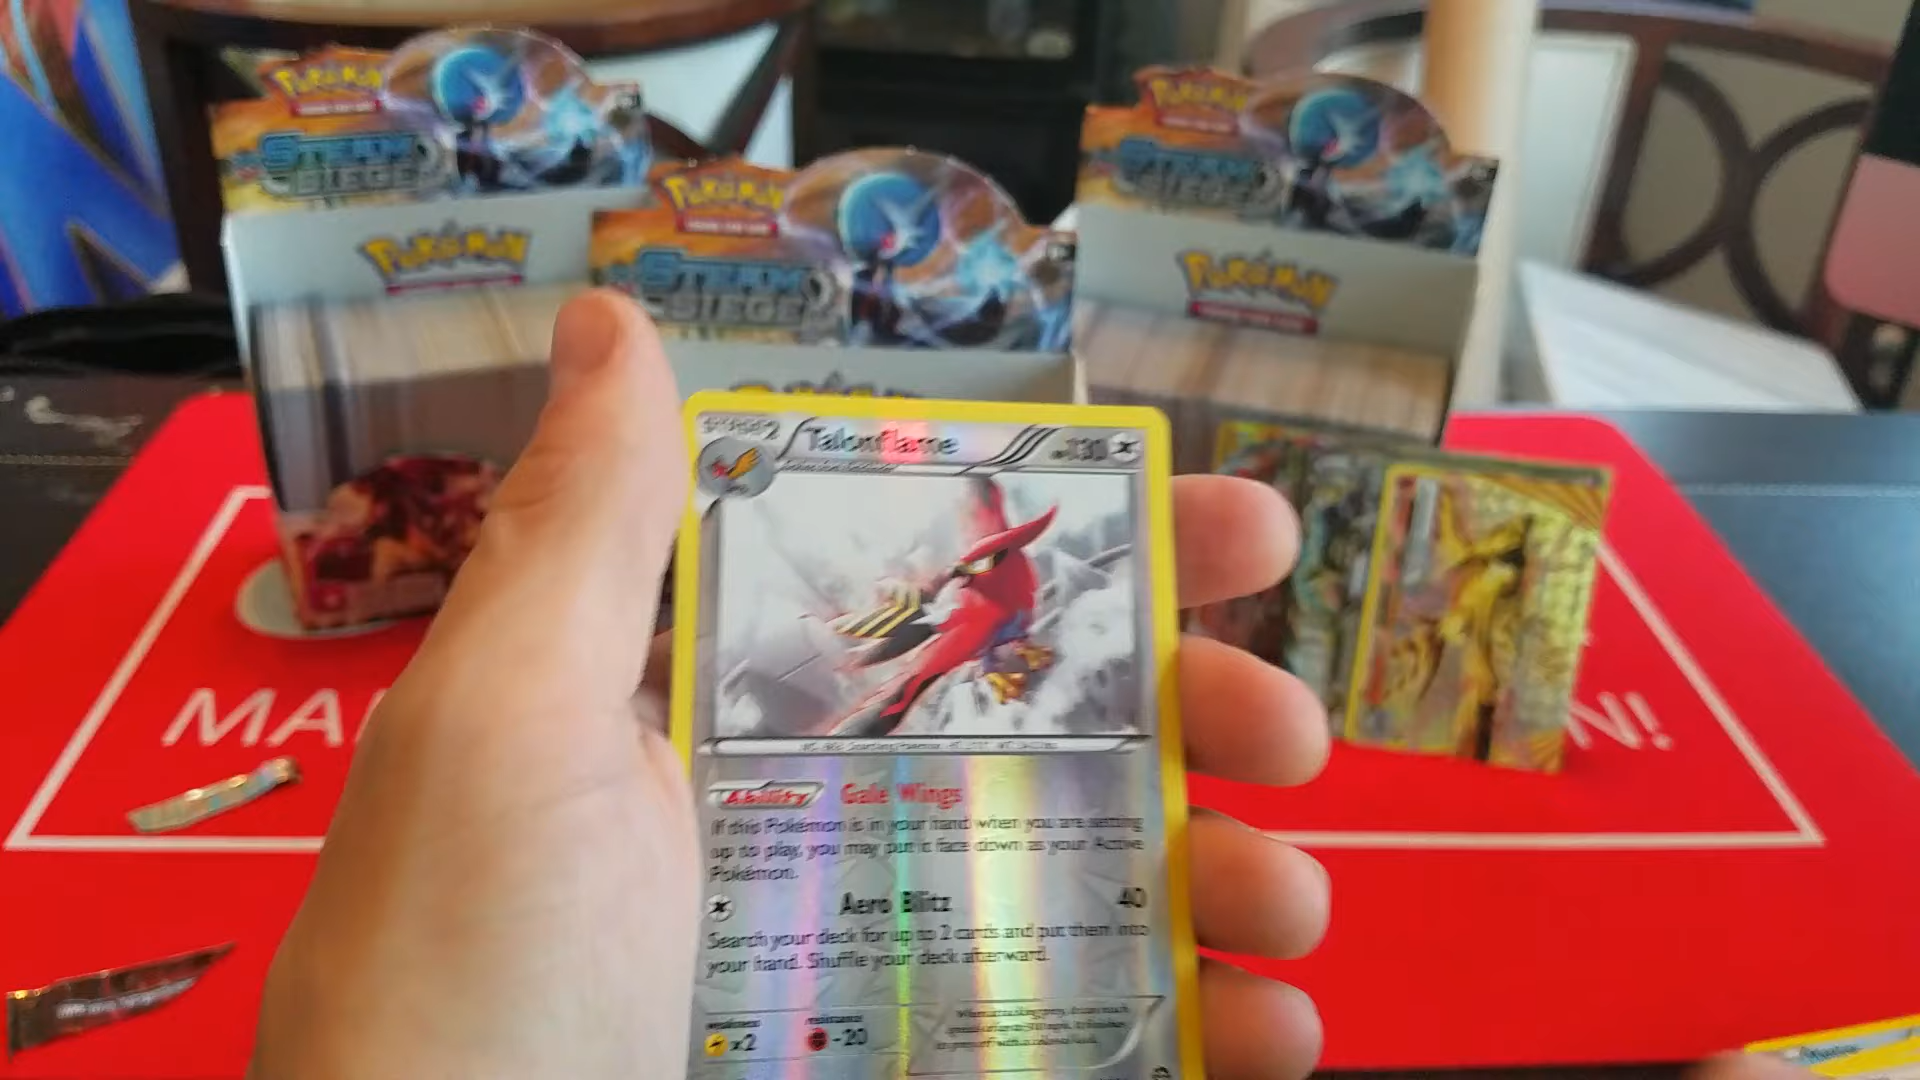 Pokémon
STEAM
SIEGE
Pokémon
Pokémon
STEAM
SIEGE
Pokémon
STEAM
SIEGE
Pokémon
MA
N!
STAGE 2
Talonflame
HP 130
Ability Gale Wings
If this Pokémon is in your hand when you are setting
up to play, you may put it face down as your Active
Pokémon.
Aero Blitz 40
Search your deck for up to 2 cards and put them into
your hand. Shuffle your deck afterward.
weakness
x2
resistance
-20